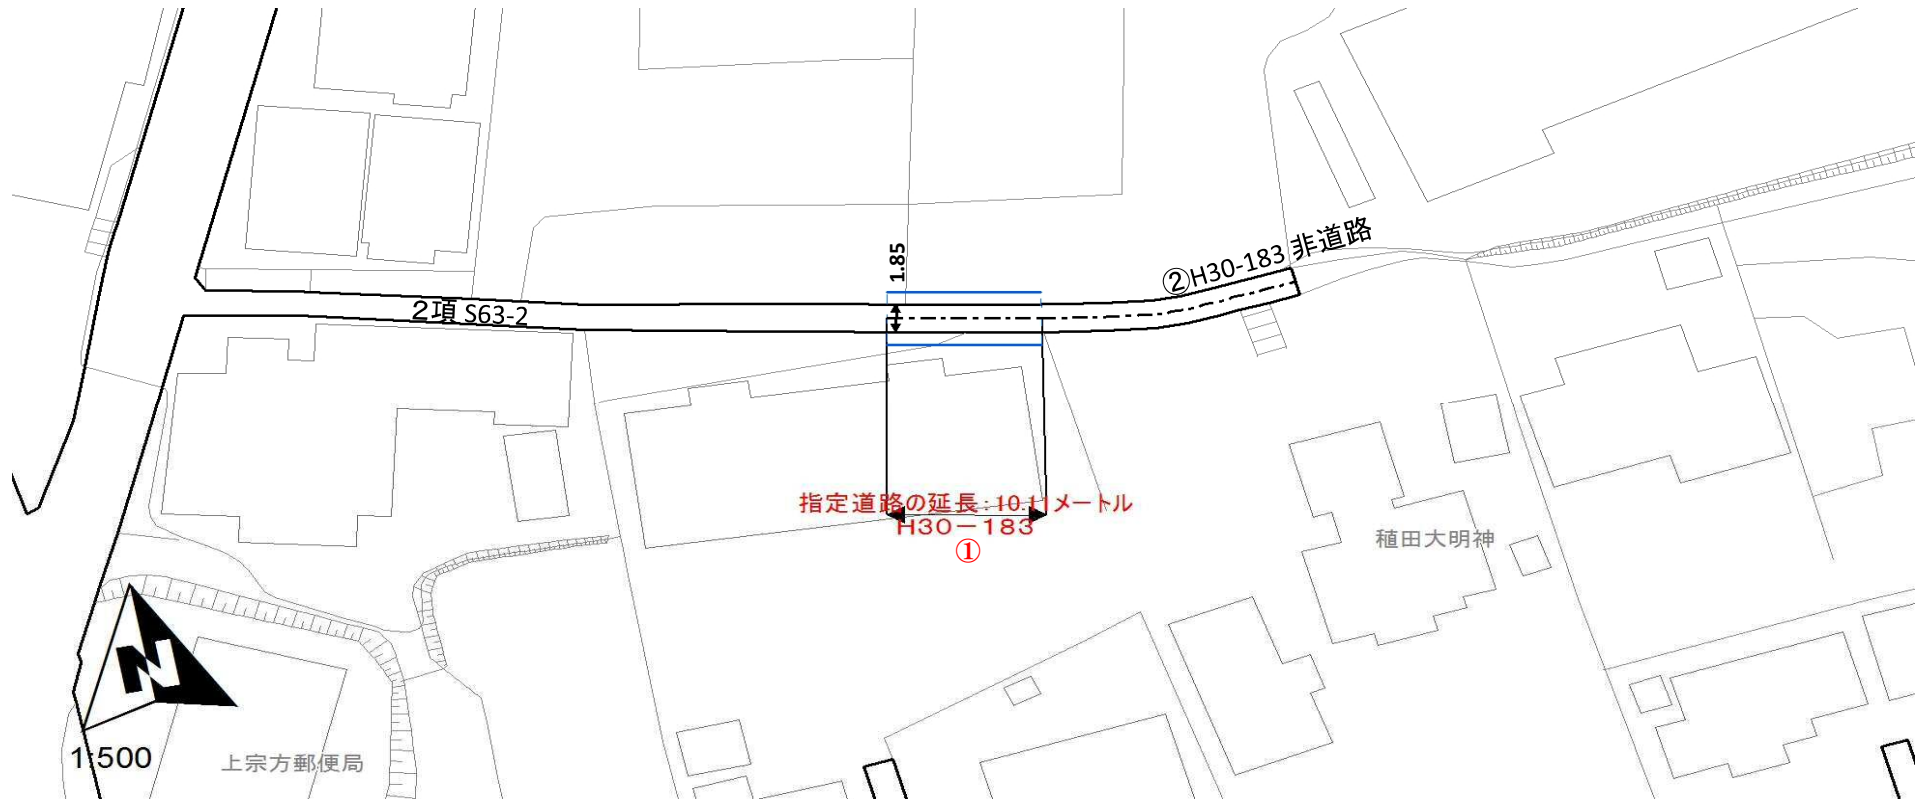 ②H30-183 非道路
1.85
2項 S63-2
指定道路の延長:10.11メートル
H30－183
①
稙田大明神
N
1:500
上宗方郵便局